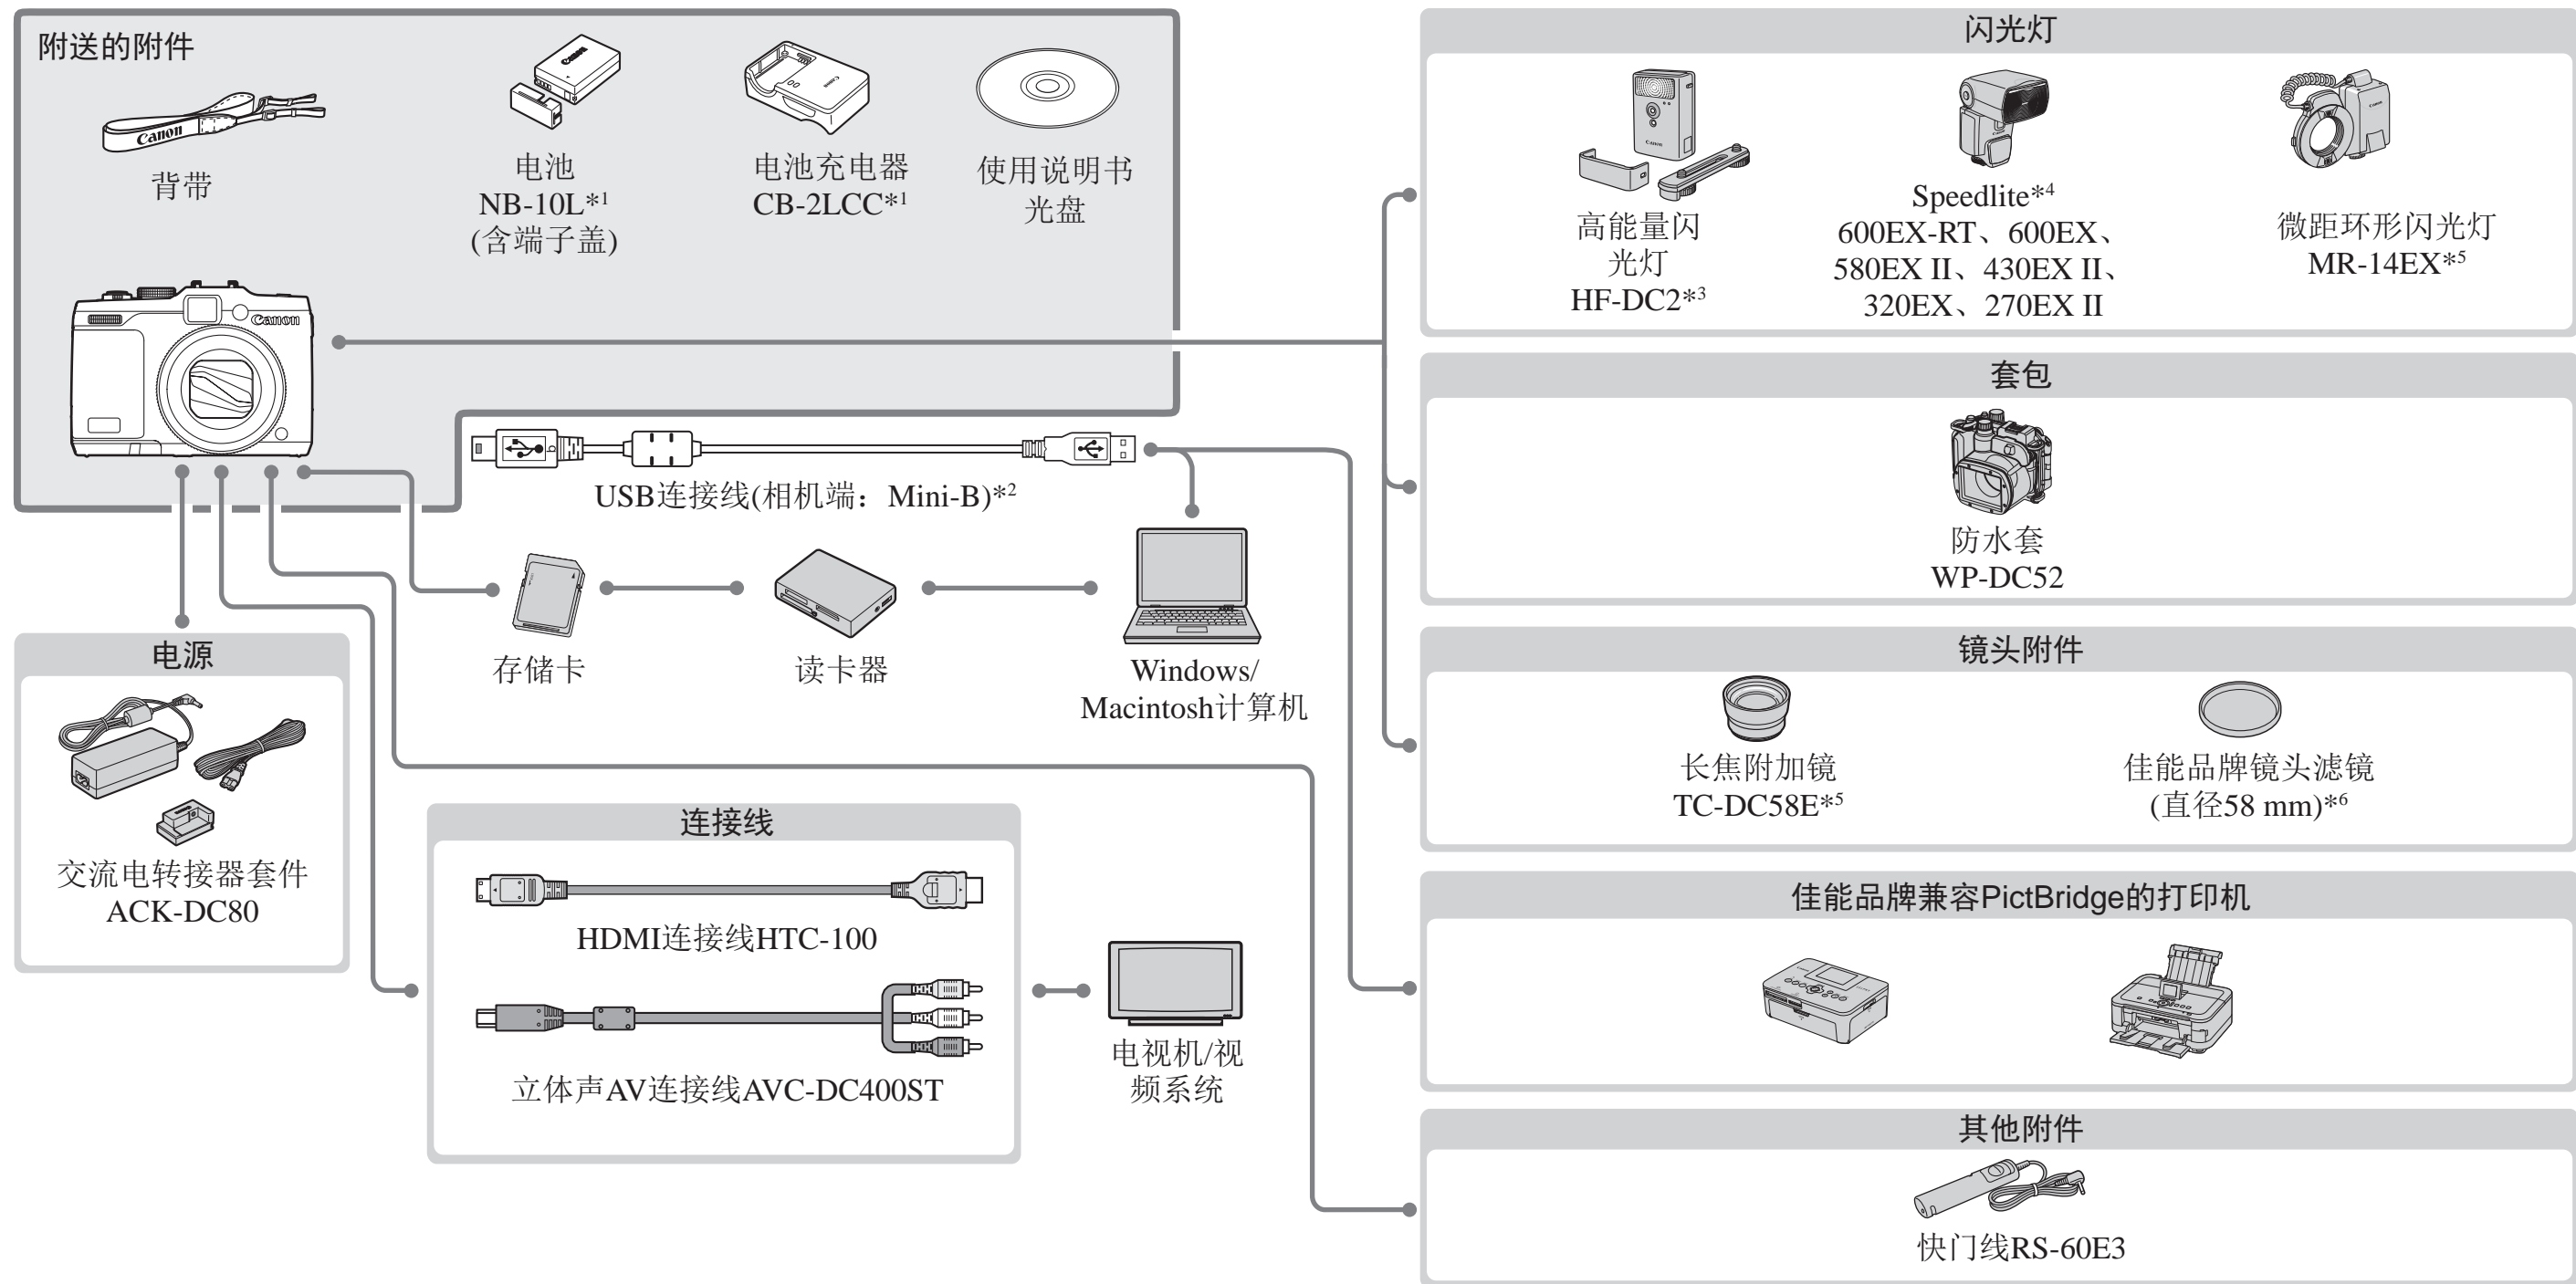 附送的附件
Canon
Canon
Canon
背带
电池
NB-10L*1
(含端子盖)
电池充电器
CB-2LCC*1
使用说明书
光盘
Canon
USB连接线(相机端：Mini-B)*2
存储卡
读卡器
Windows/
Macintosh计算机
电源
交流电转接器套件
ACK-DC80
连接线
HDMI连接线HTC-100
立体声AV连接线AVC-DC400ST
电视机/视
频系统
闪光灯
Canon
高能量闪
光灯
HF-DC2*3
Speedlite*4
600EX-RT、600EX、
580EX II、430EX II、
320EX、270EX II
微距环形闪光灯
MR-14EX*5
套包
防水套
WP-DC52
镜头附件
长焦附加镜
TC-DC58E*5
佳能品牌镜头滤镜
(直径58 mm)*6
佳能品牌兼容PictBridge的打印机
其他附件
快门线RS-60E3